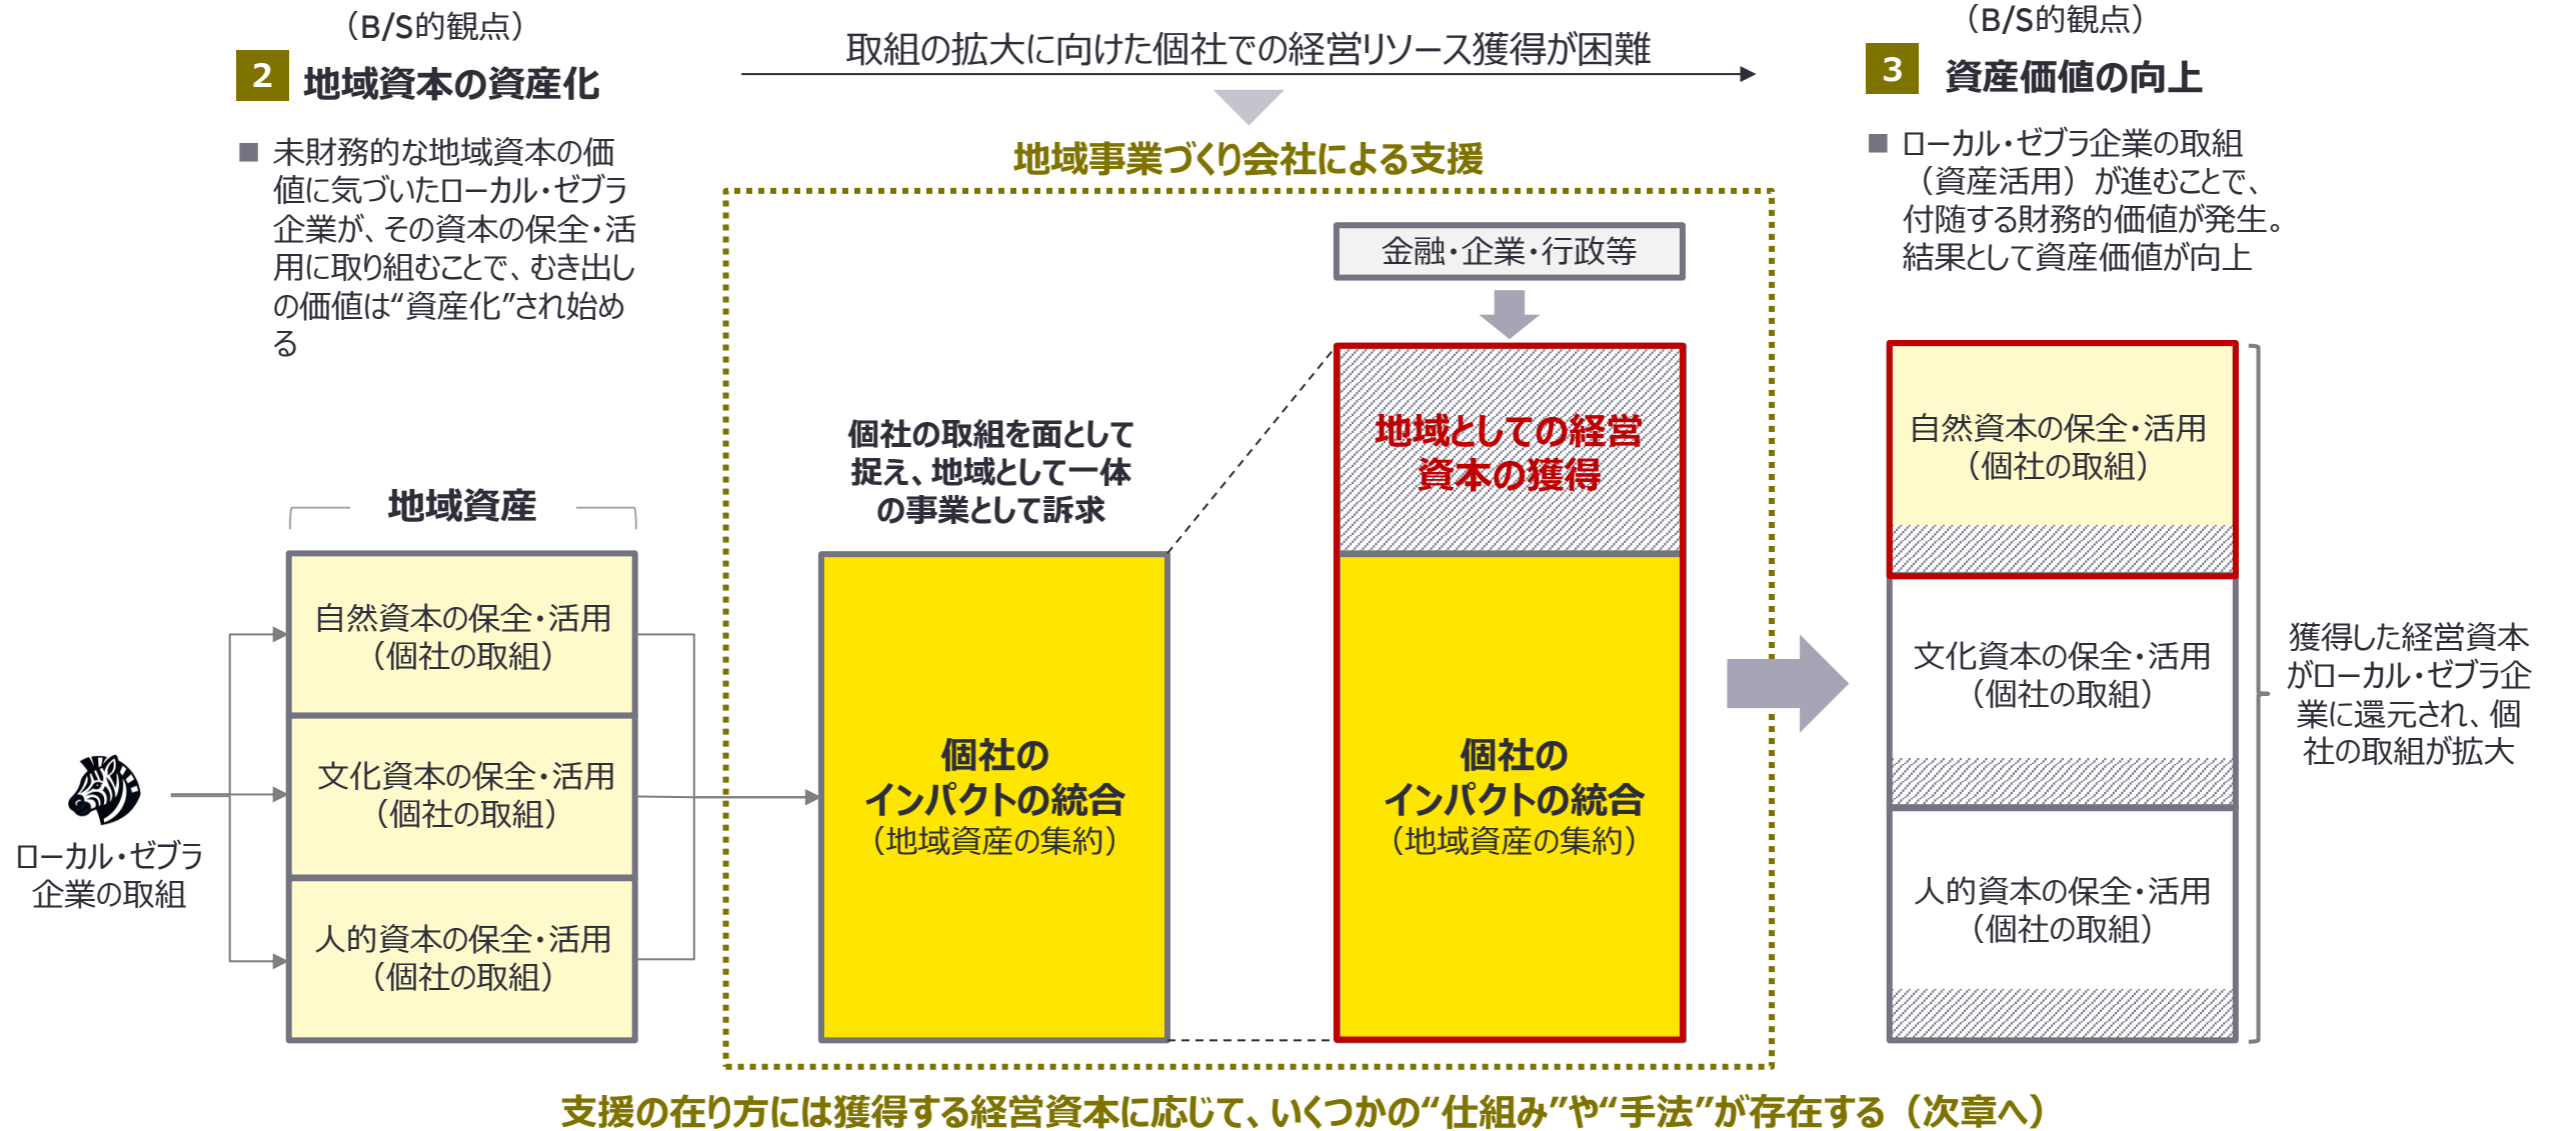 （B/S的観点）
2 地域資本の資産化
■ 未財務的な地域資本の価
値に気づいたローカル・ゼブラ
企業が、その資本の保全・活
用に取り組むことで、むき出し
の価値は“資産化”され始め
る
取組の拡大に向けた個社での経営リソース獲得が困難
地域事業づくり会社による支援
（B/S的観点）
3 資産価値の向上
■ ローカル・ゼブラ企業の取組
（資産活用）が進むことで、
付随する財務的価値が発生。
結果として資産価値が向上
ローカル・ゼブラ
企業の取組
地域資産
自然資本の保全・活用
（個社の取組）
文化資本の保全・活用
（個社の取組）
人的資本の保全・活用
（個社の取組）
個社の取組を面として
捉え、地域として一体
の事業として訴求
個社の
インパクトの統合
（地域資産の集約）
金融・企業・行政等
地域としての経営
資本の獲得
個社の
インパクトの統合
（地域資産の集約）
自然資本の保全・活用
（個社の取組）
文化資本の保全・活用
（個社の取組）
人的資本の保全・活用
（個社の取組）
獲得した経営資本
がローカル・ゼブラ企
業に還元され、個
社の取組が拡大
支援の在り方には獲得する経営資本に応じて、いくつかの“仕組み”や“手法”が存在する（次章へ）